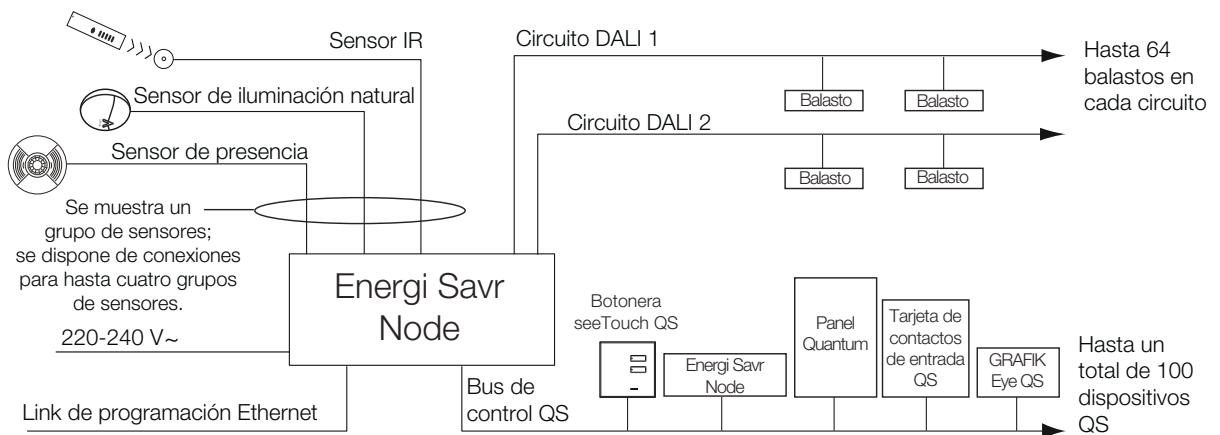 Sensor IR
Circuito DALI 1
Hasta 64
balastos en
cada circuito
Balasto
Balasto
Sensor de iluminación natural
Circuito DALI 2
Balasto
Balasto
Sensor de presencia
Se muestra un
grupo de sensores;
se dispone de conexiones
para hasta cuatro grupos
de sensores.
Energi Savr
Node
220-240 V~
Link de programación Ethernet
Bus de
control QS
Botonera
seeTouch QS
Energi Savr
Node
Panel
Quantum
Tarjeta de
contactos
de entrada
QS
GRAFIK
Eye QS
Hasta un
total de 100
dispositivos
QS